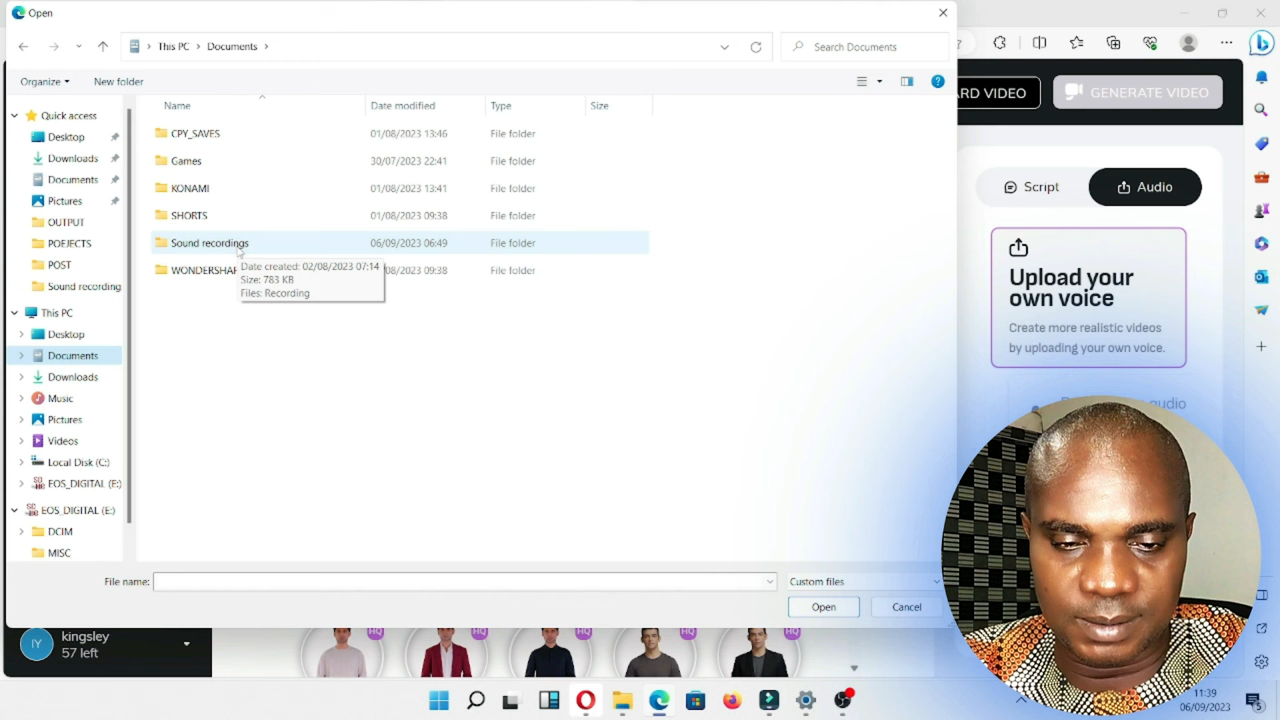 Open
This PC > Documents >
Search Documents
Organize
New folder
Name
Date modified
Type
Size
Quick access
Desktop
Downloads
Documents
Pictures
OUTPUT
POEJECTS
POST
Sound recording
This PC
Desktop
Documents
Downloads
Music
Pictures
Videos
Local Disk (C:)
EOS_DIGITAL (E:)
EOS_DIGITAL (E:)
DCIM
MISC
CPY_SAVES 01/08/2023 13:46 File folder
Games 30/07/2023 22:41 File folder
KONAMI 01/08/2023 13:41 File folder
SHORTS 01/08/2023 09:38 File folder
Sound recordings 06/09/2023 06:49 File folder
WONDERSHAR 08/2023 09:38 File folder
Date created: 02/08/2023 07:14
Size: 783 KB
Files: Recording
File name:
Custom files
Open
Cancel
ARD VIDEO
GENERATE VIDEO
Script
Audio
Upload your
own voice
Create more realistic videos
by uploading your own voice.
IY
kingsley
57 left
HQ
HQ
HQ
HQ
HQ
11:39
06/09/2023
5